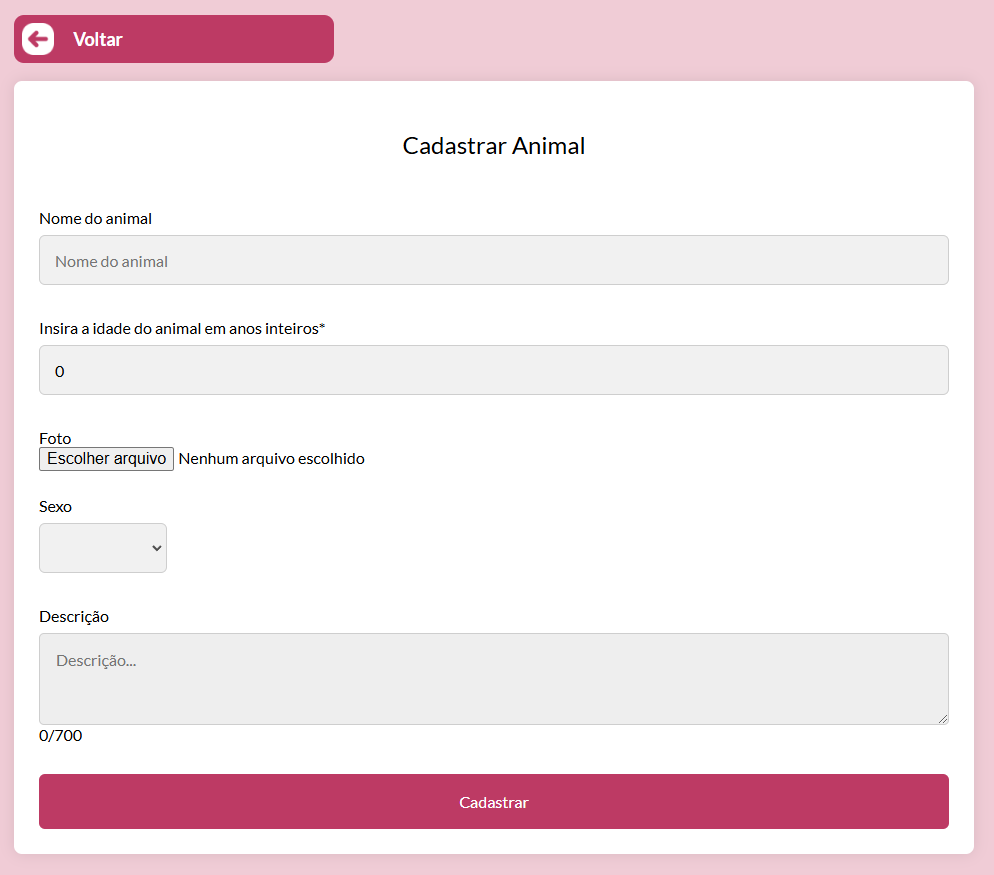 Voltar
Cadastrar Animal
Nome do animal
Nome do animal
Insira a idade do animal em anos inteiros*
0
Foto
Escolher arquivo Nenhum arquivo escolhido
Sexo
Descrição
Descrição...
0/700
Cadastrar